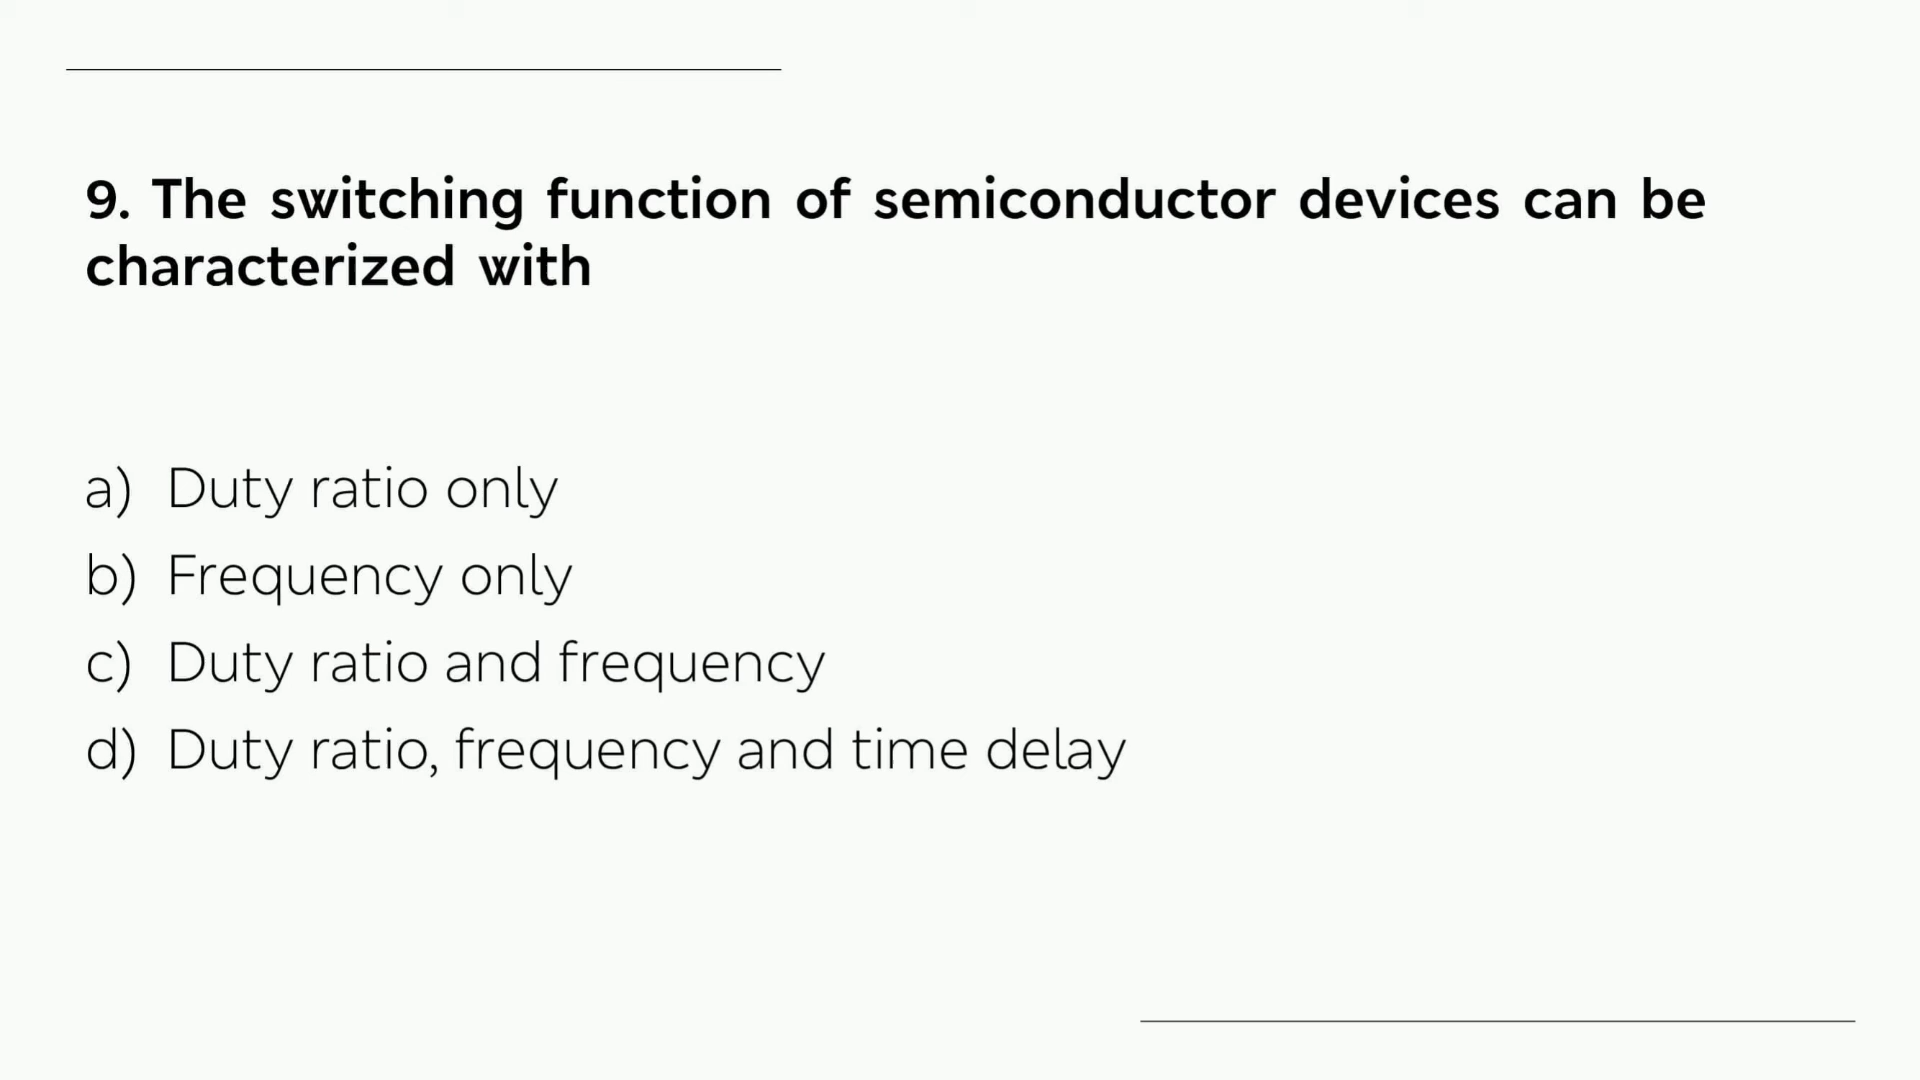 9. The switching function of semiconductor devices can be
characterized with
a) Duty ratio only
b) Frequency only
c) Duty ratio and frequency
d) Duty ratio, frequency and time delay